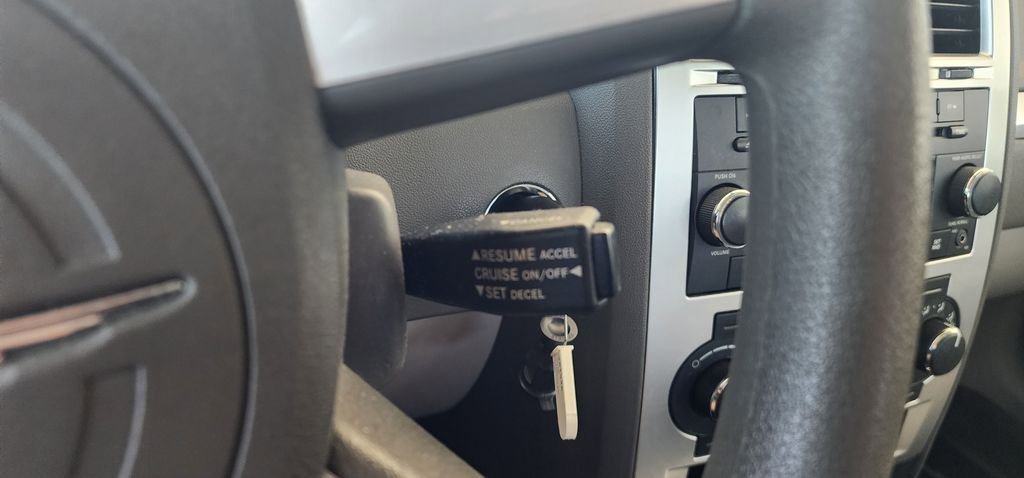 ▲RESUME ACCEL
CRUISE ON/OFF◀
▼SET DECEL
PUSH ON
VOLUME